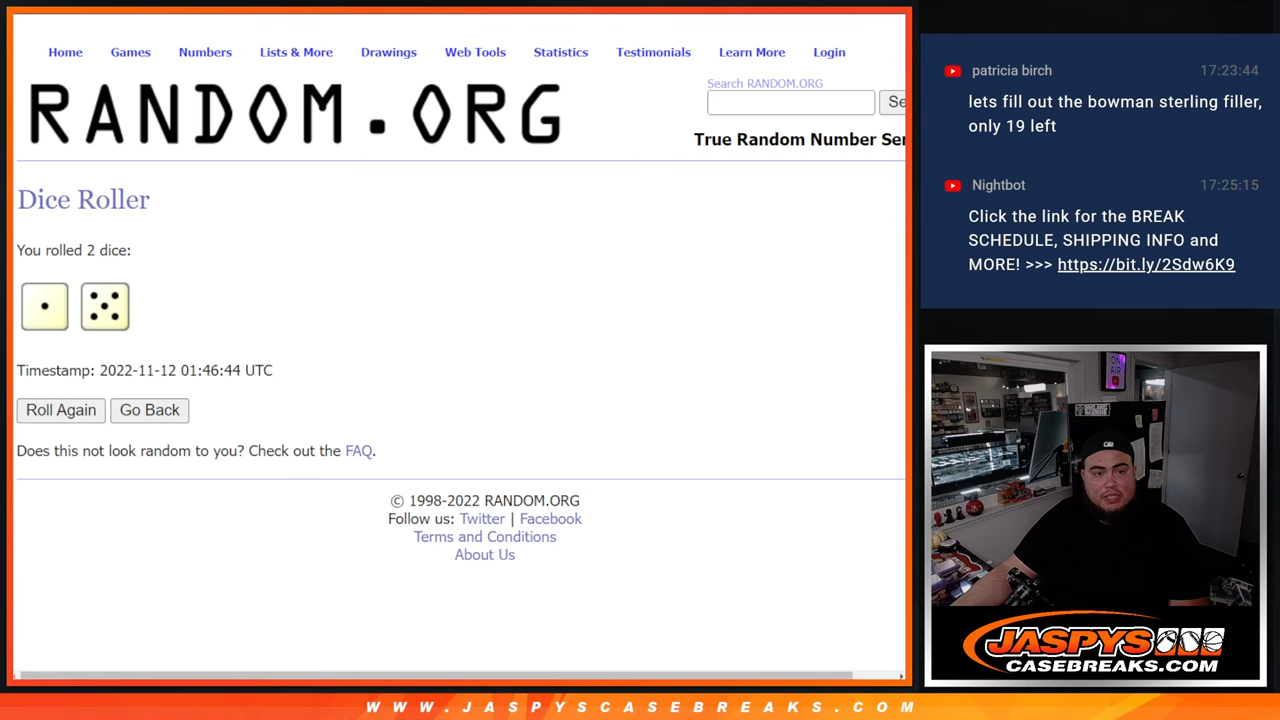 Home Games Numbers Lists & More Drawings Web Tools Statistics Testimonials Learn More Login
RANDOM.ORG
Search RANDOM.ORG
Se
True Random Number Ser
Dice Roller
You rolled 2 dice:
Timestamp: 2022-11-12 01:46:44 UTC
Roll Again Go Back
Does this not look random to you? Check out the FAQ.
© 1998-2022 RANDOM.ORG
Follow us: Twitter | Facebook
Terms and Conditions
About Us
patricia birch 17:23:44
lets fill out the bowman sterling filler,
only 19 left
Nightbot 17:25:15
Click the link for the BREAK
SCHEDULE, SHIPPING INFO and
MORE! >>> https://bit.ly/2Sdw6K9
ON
AIR
JASPYS
CASEBREAKS.COM
WWW.JASPYSCASEBREAKS.COM